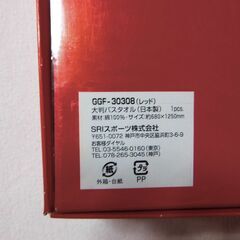 GGF-30308(レッド)
大判バスタオル(日本製) 1pcs.
素材:綿100%・サイズ:約680×1250mm
SRIスポーツ株式会社
〒651-0072 神戸市中央区脇浜町3-6-9
お客様ダイヤル
TEL:03-5546-0160(東京)
TEL:078-265-3045(神戸)
紙
外箱・台紙
プラ
PP